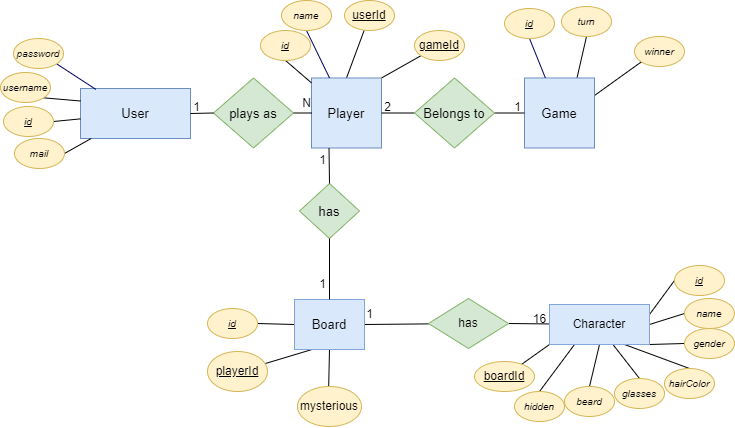 name
userId
id
turn
id
gameId
password
winner
username
User
1
plays as
N
Player
2
Belongs to
1
Game
id
mail
1
has
1
id
name
id
Board
1
has
16
Character
gender
playerId
boardId
hairColor
mysterious
hidden
beard
glasses